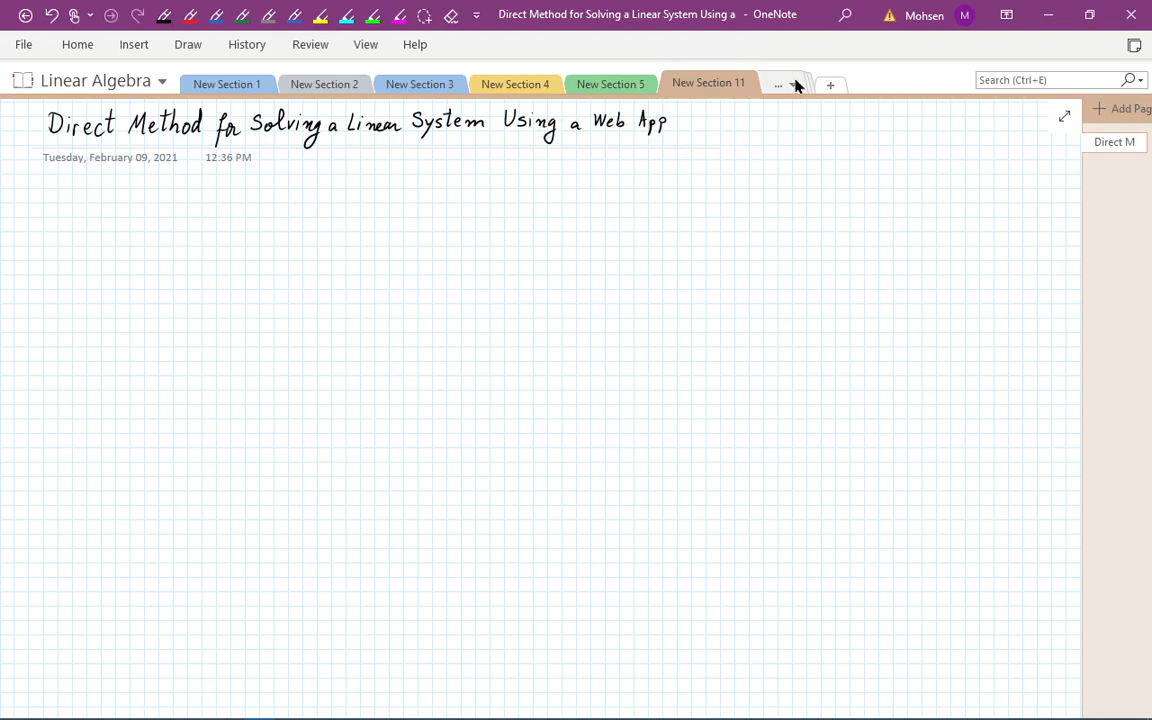 Direct Method for Solving a Linear System Using a - OneNote
Mohsen
M
File Home Insert Draw History Review View Help
Linear Algebra
New Section 1 New Section 2 New Section 3 New Section 4 New Section 5 New Section 11 ... +
Search (Ctrl+E)
Direct Method for Solving a Linear System Using a Web App
+ Add Pag
Direct M
Tuesday, February 09, 2021 12:36 PM